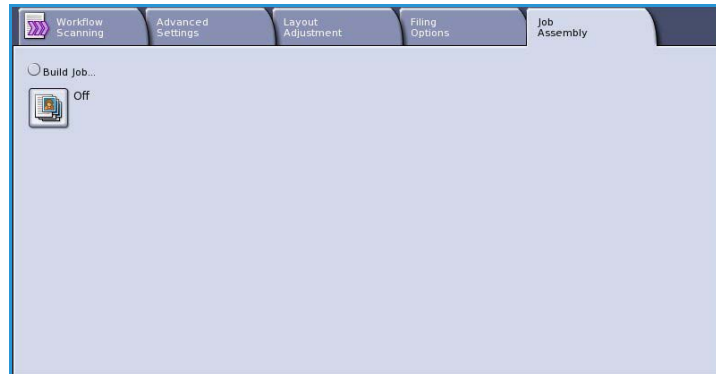 Workflow
Scanning
Advanced
Settings
Layout
Adjustment
Filing
Options
Job
Assembly
Build Job...
Off